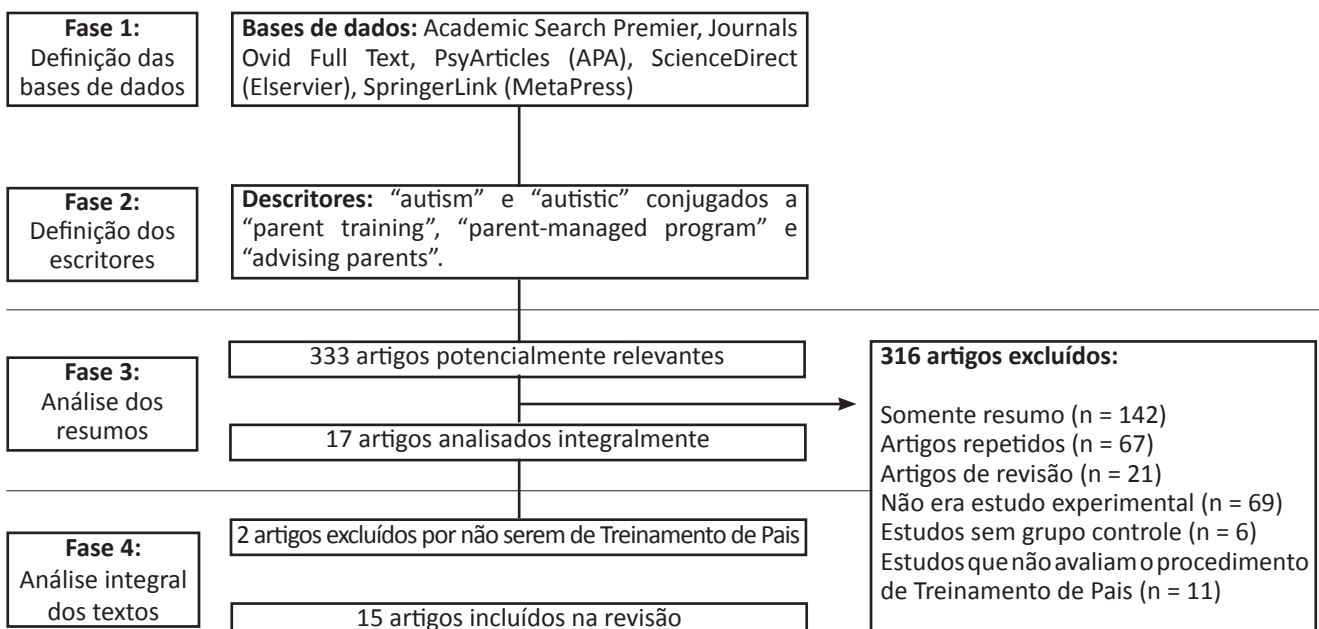 Fase 1:
Definição das
bases de dados
Bases de dados: Academic Search Premier, Journals
Ovid Full Text, PsyArticles (APA), ScienceDirect
(Elservier), SpringerLink (MetaPress)
Fase 2:
Definição dos
escritores
Descritores: “autism” e “autistic” conjugados a
“parent training”, “parent-managed program” e
“advising parents”.
Fase 3:
Análise dos
resumos
333 artigos potencialmente relevantes
17 artigos analisados integralmente
316 artigos excluídos:
Somente resumo (n = 142)
Artigos repetidos (n = 67)
Artigos de revisão (n = 21)
Não era estudo experimental (n = 69)
Estudos sem grupo controle (n = 6)
Estudos que não avaliam o procedimento
de Treinamento de Pais (n = 11)
Fase 4:
Análise integral
dos textos
2 artigos excluídos por não serem de Treinamento de Pais
15 artigos incluídos na revisão